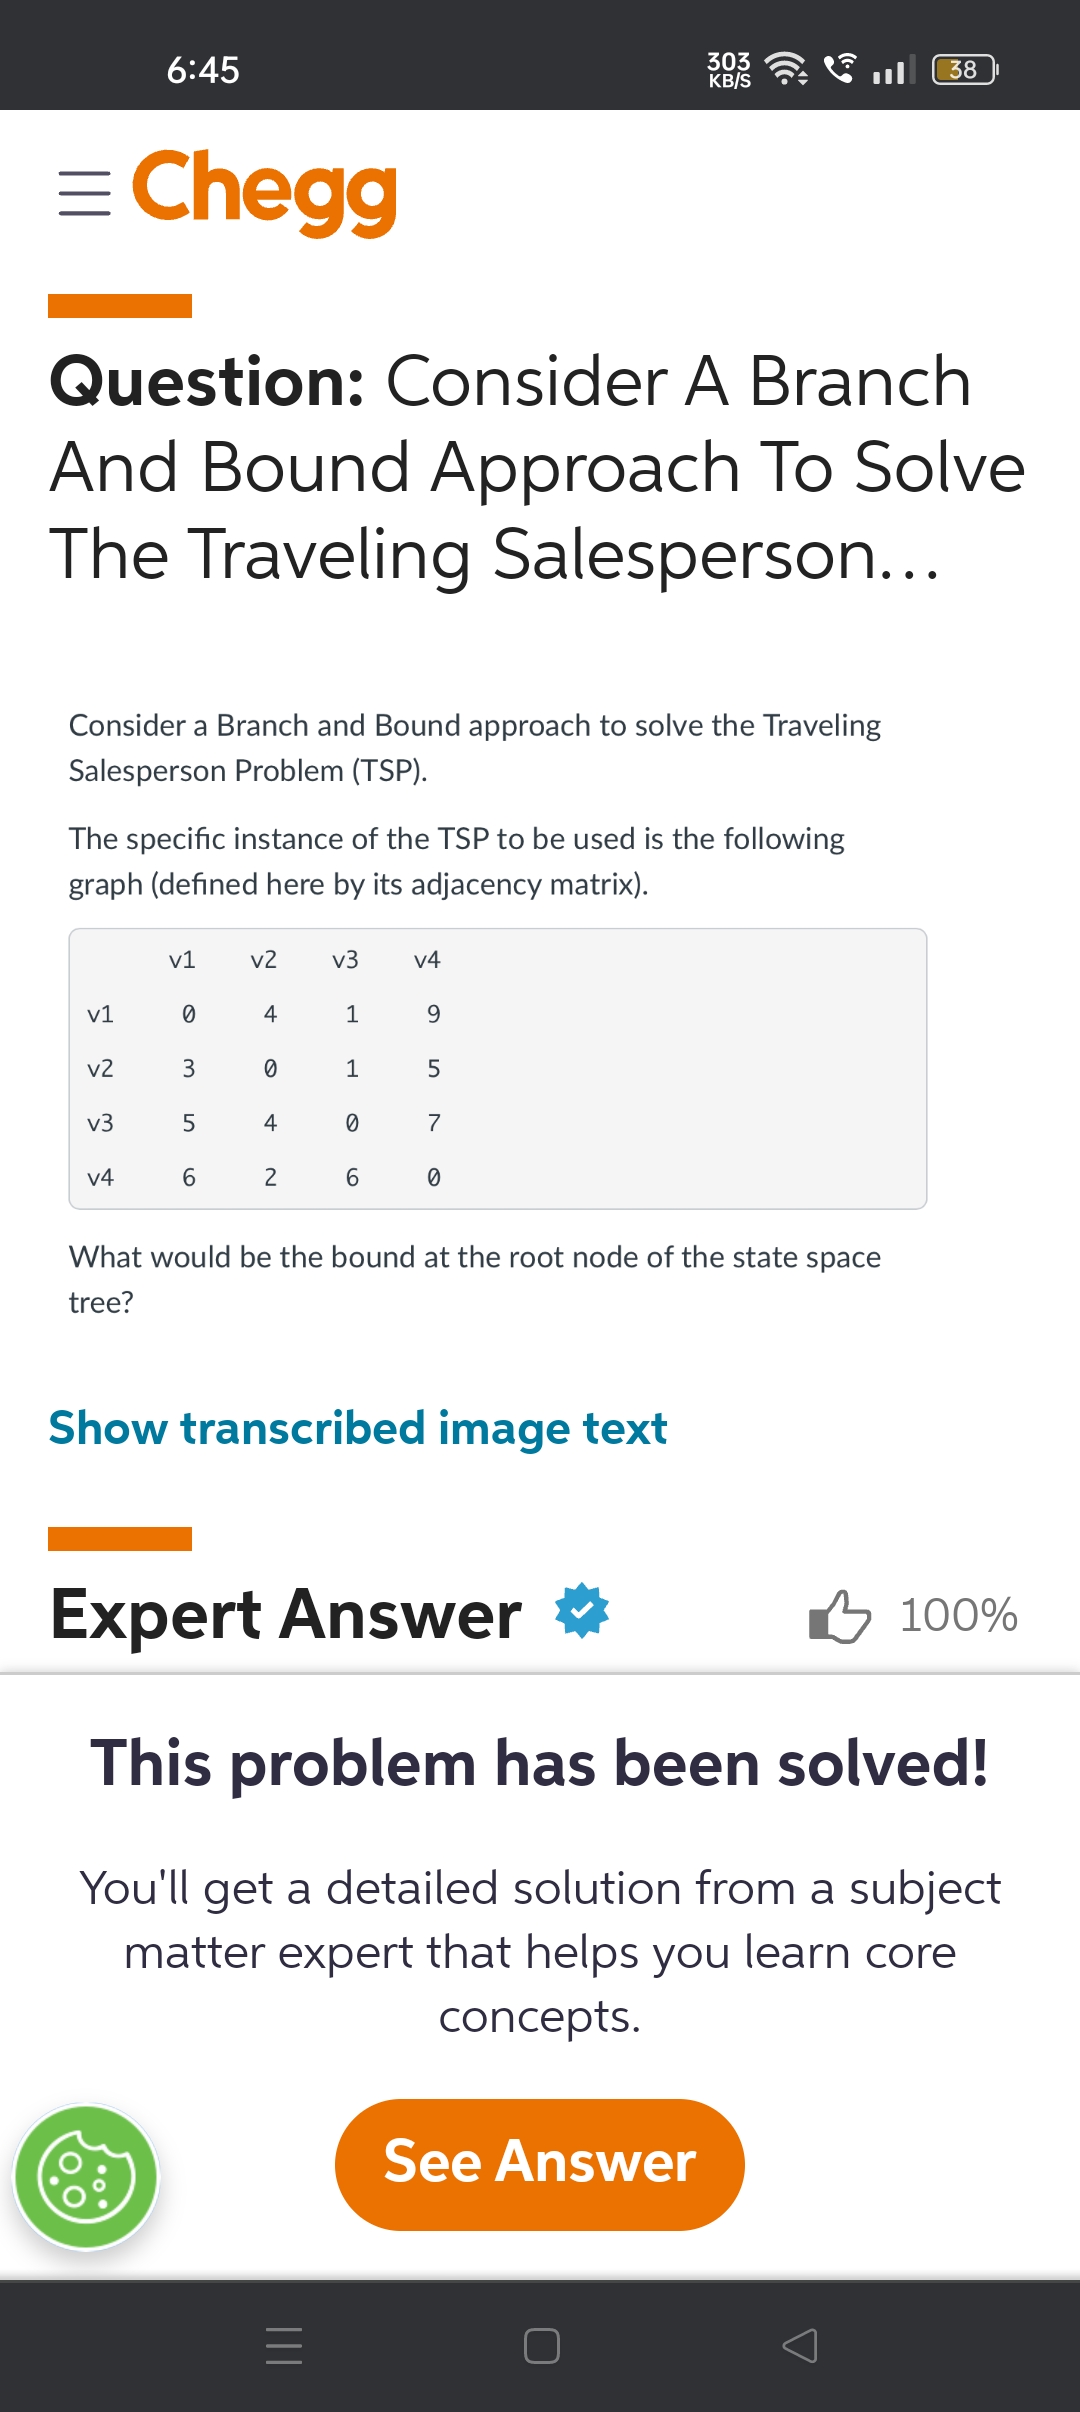 6:45
303
KB/S
38
Chegg
Question: Consider A Branch
And Bound Approach To Solve
The Traveling Salesperson...
Consider a Branch and Bound approach to solve the Traveling
Salesperson Problem (TSP).
The specific instance of the TSP to be used is the following
graph (defined here by its adjacency matrix).
v1 v2 v3 v4
v1 0 4 1 9
v2 3 0 1 5
v3 5 4 0 7
v4 6 2 6 0
What would be the bound at the root node of the state space
tree?
Show transcribed image text
Expert Answer
100%
This problem has been solved!
You'll get a detailed solution from a subject
matter expert that helps you learn core
concepts.
See Answer